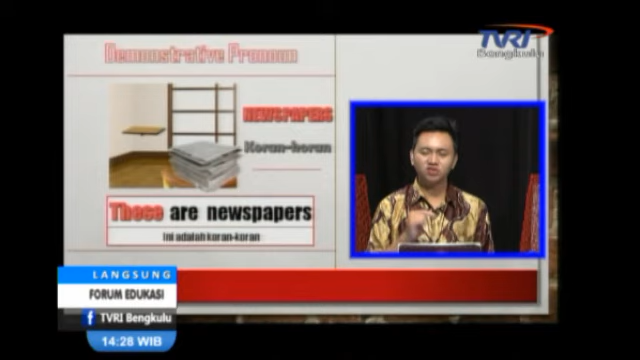 TVRI
Bengkulu
Demonstrative Pronoun
NEWSPAPERS
Koran-koran
These are newspapers
Ini adalah koran-koran
LANGSUNG
FORUM EDUKASI
f TVRI Bengkulu
14:28 WIB